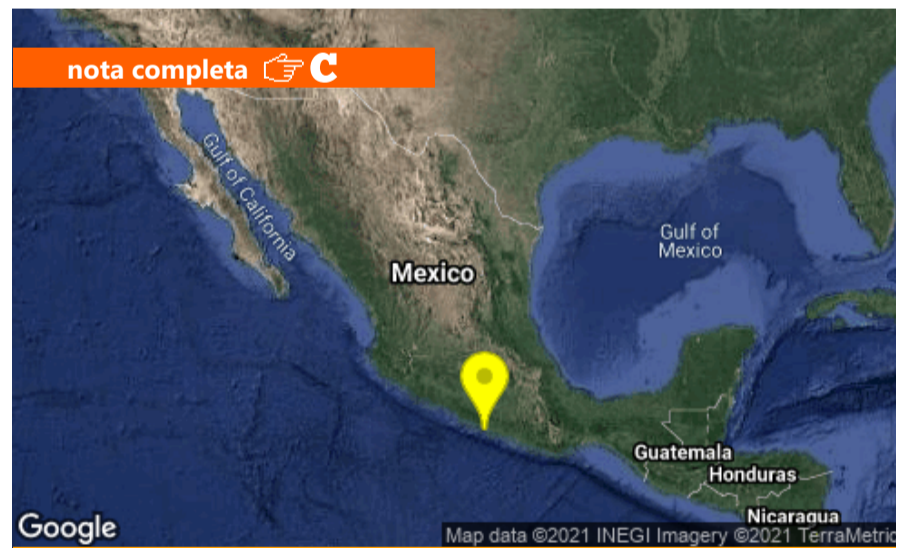 nota completa C
Gulf of California
Gulf of
Mexico
Mexico
Guatemala
Honduras
Nicaragua
Google
Map data ©2021 INEGI Imagery ©2021 TerraMetric